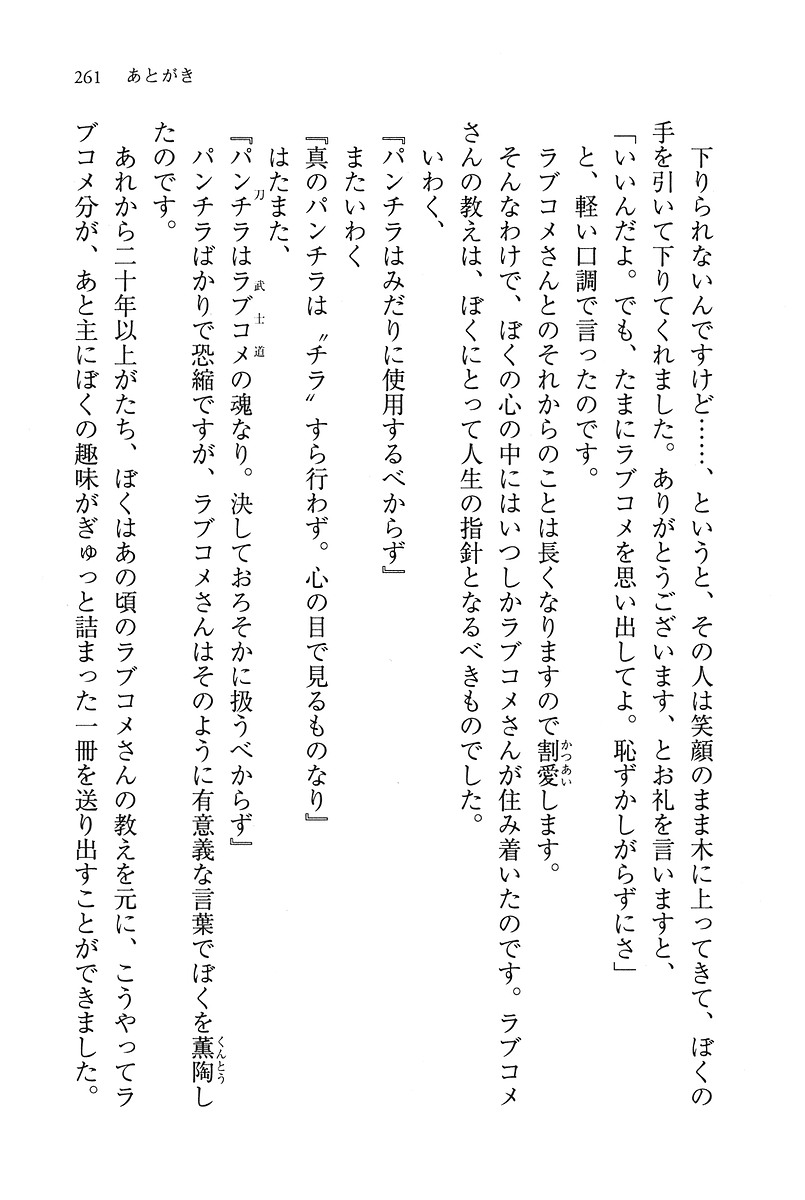 261　あとがき
　下りられないんですけど……、というと、その人は笑顔のまま木に上ってきて、ぼくの
手を引いて下りてくれました。ありがとうございます、とお礼を言いますと、
「いいんだよ。でも、たまにラブコメを思い出してよ。恥ずかしがらずにさ」
　と、軽い口調で言ったのです。
　ラブコメさんとのそれからのことは長くなりますので割愛（かつあい）します。
　そんなわけで、ぼくの心の中にはいつしかラブコメさんが住み着いたのです。ラブコメ
さんの教えは、ぼくにとって人生の指針となるべきものでした。
　いわく、
『パンチラはみだりに使用するべからず』
　またいわく
『真のパンチラは〝チラ〟すら行わず。心の目で見るものなり』
　はたまた、
『パンチラ（刀）はラブコメ（武士道）の魂なり。決しておろそかに扱うべからず』
　パンチラばかりで恐縮ですが、ラブコメさんはそのように有意義な言葉でぼくを薫陶（くんとう）し
たのです。
　あれから二十年以上がたち、ぼくはあの頃のラブコメさんの教えを元に、こうやってラ
ブコメ分が、あと主にぼくの趣味がぎゅっと詰まった一冊を送り出すことができました。